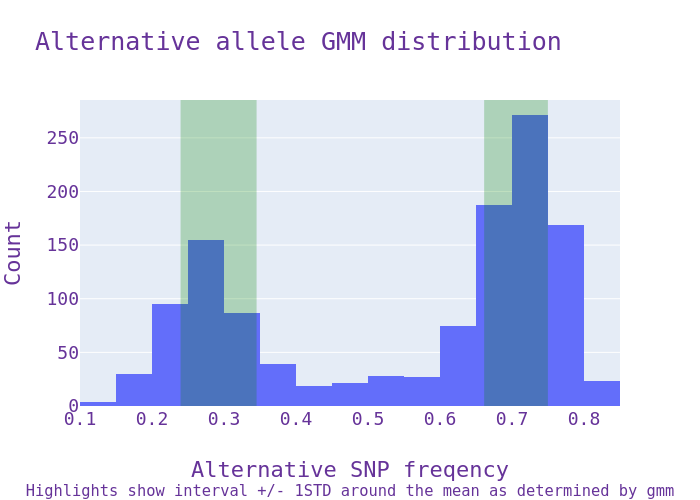 Alternative allele GMM distribution
Count
250
200
150
100
50
0
0.1 0.2 0.3 0.4 0.5 0.6 0.7 0.8
Alternative SNP freqency
Highlights show interval +/- 1STD around the mean as determined by gmm